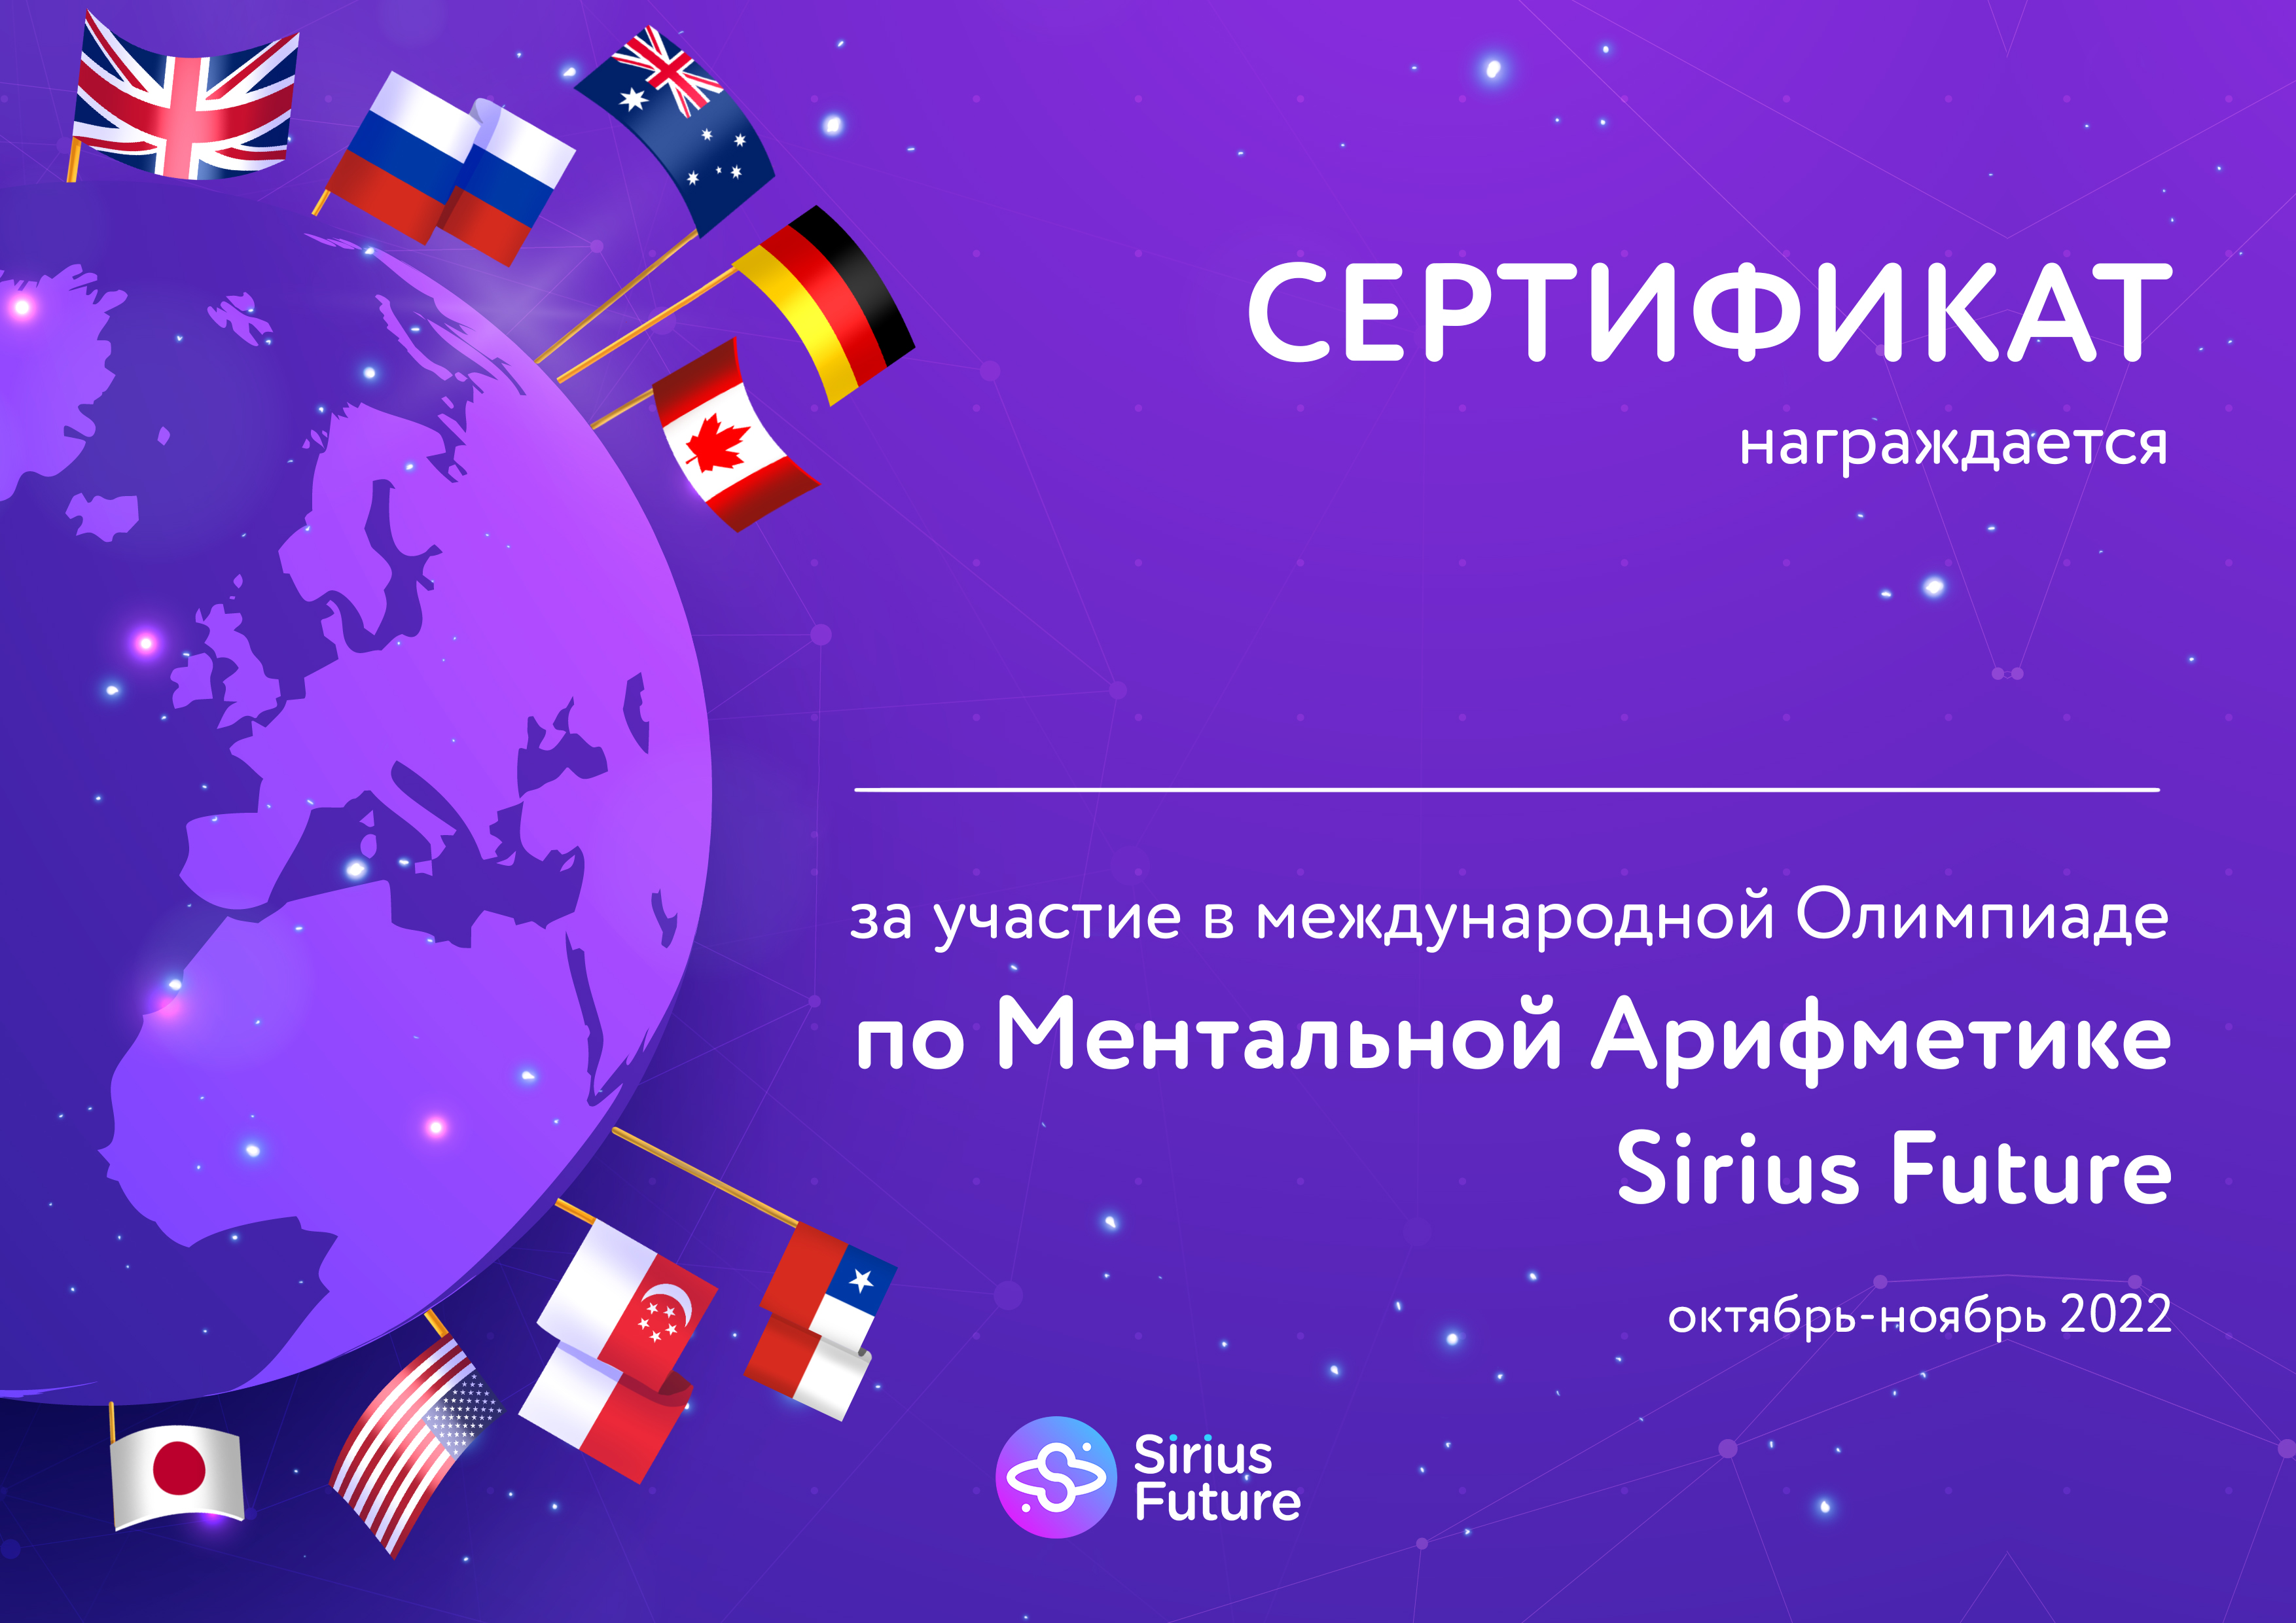 СЕРТИФИКАТ
награждается
за участие в международной Олимпиаде
по Ментальной Арифметике
Sirius Future
октябрь-ноябрь 2022
Sirius
Future